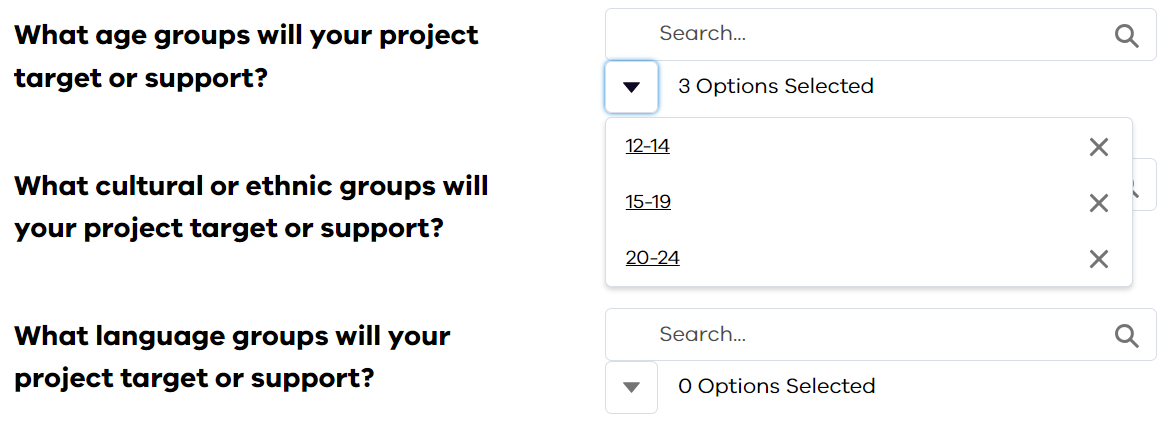 What age groups will your project
target or support?
Search...
3 Options Selected
12-14
15-19
20-24
What cultural or ethnic groups will
your project target or support?
What language groups will your
project target or support?
Search...
0 Options Selected